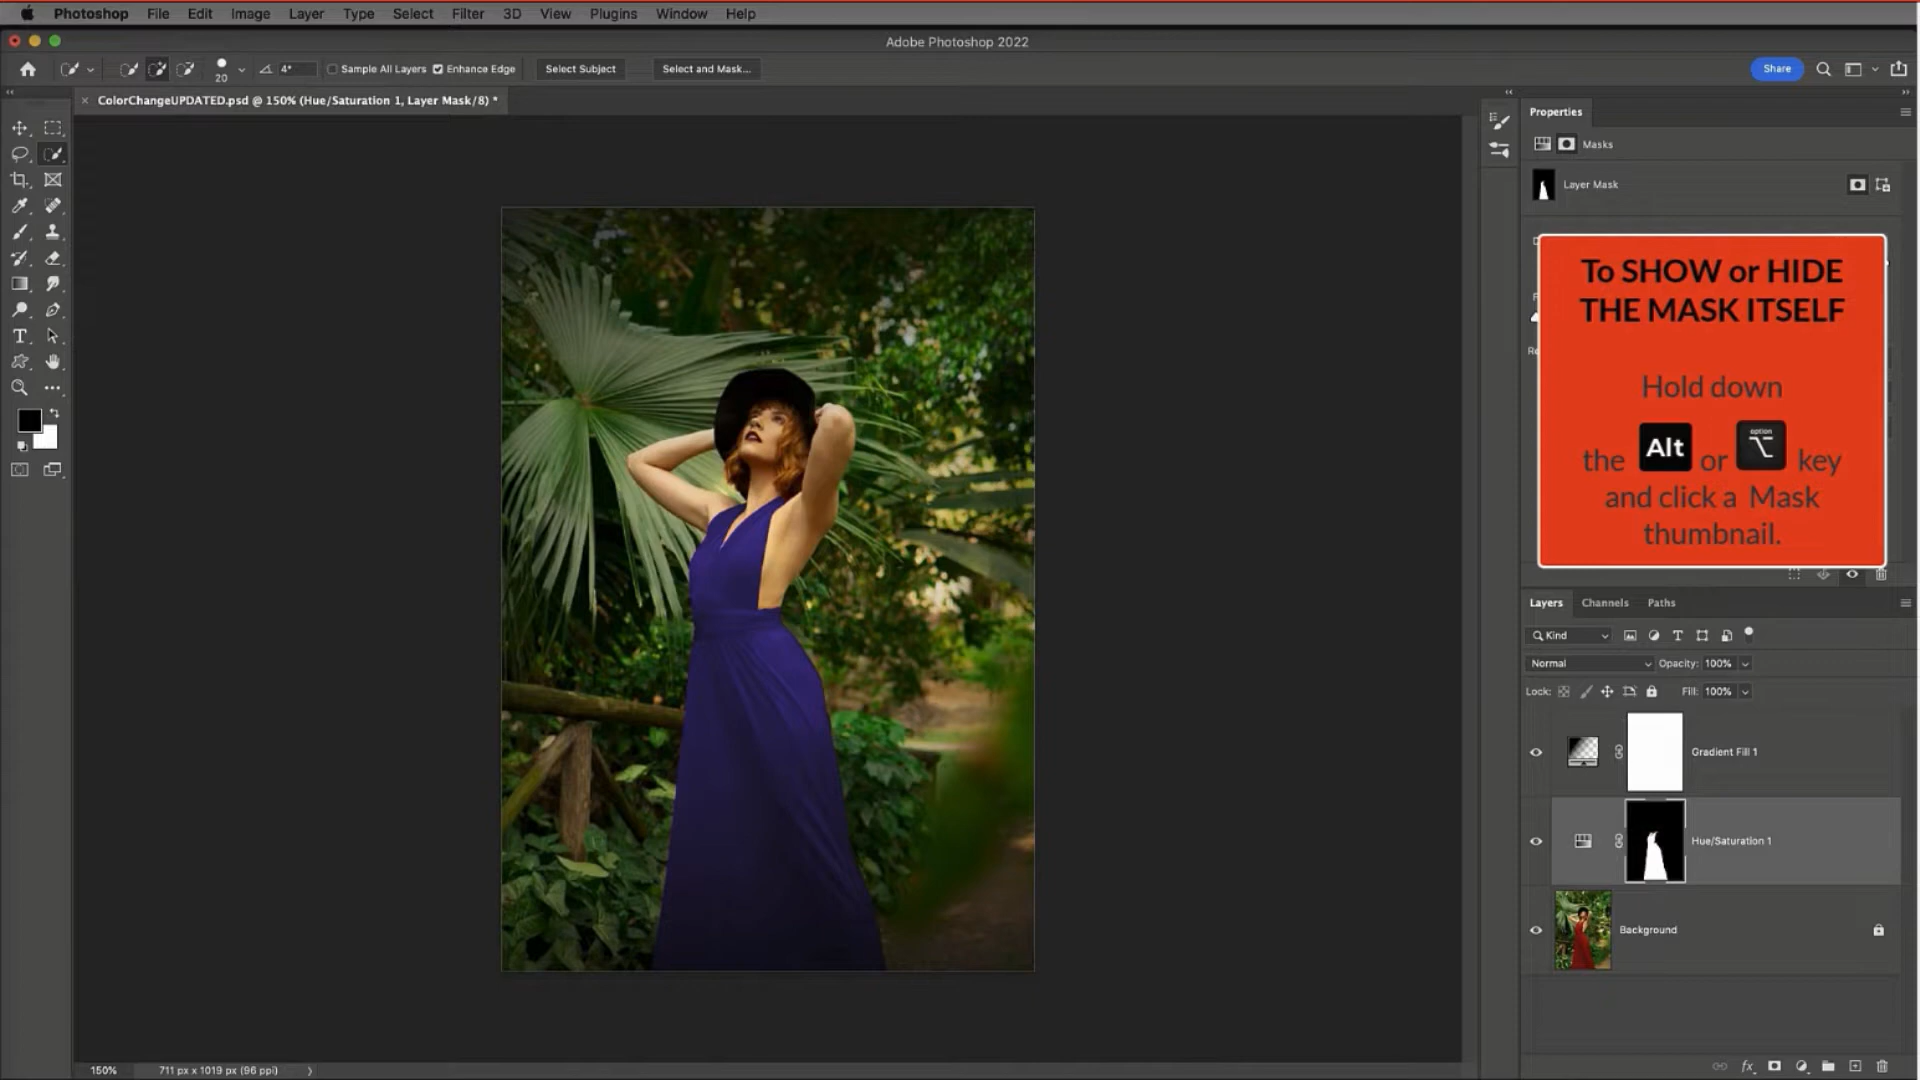 Photoshop File Edit Image Layer Type Select Filter 3D View Plugins Window Help
Adobe Photoshop 2022
20 4° Sample All Layers Enhance Edge Select Subject Select and Mask... Share
ColorChangeUPDATED.psd @ 150% (Hue/Saturation 1, Layer Mask/8) *
Properties
Masks
Layer Mask
To SHOW or HIDE
THE MASK ITSELF
Hold down
the Alt or option key
and click a Mask
thumbnail.
Layers Channels Paths
Kind
Normal Opacity: 100%
Lock: Fill: 100%
Gradient Fill 1
Hue/Saturation 1
Background
150% 711 px x 1019 px (96 ppi)